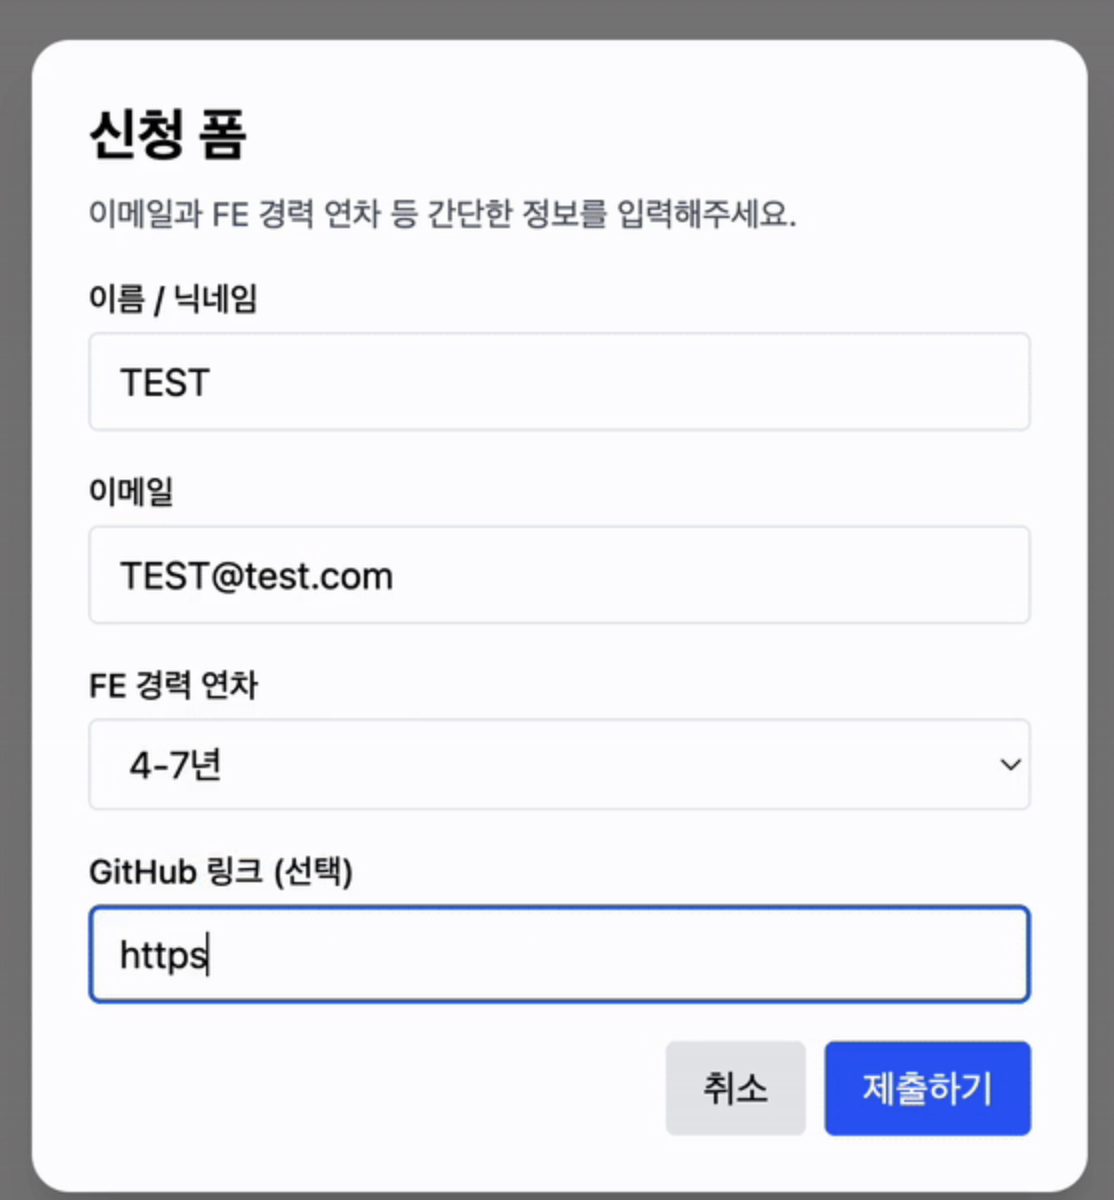 신청 폼
이메일과 FE 경력 연차 등 간단한 정보를 입력해주세요.
이름 / 닉네임
TEST
이메일
TEST@test.com
FE 경력 연차
4-7년
GitHub 링크 (선택)
https
취소
제출하기